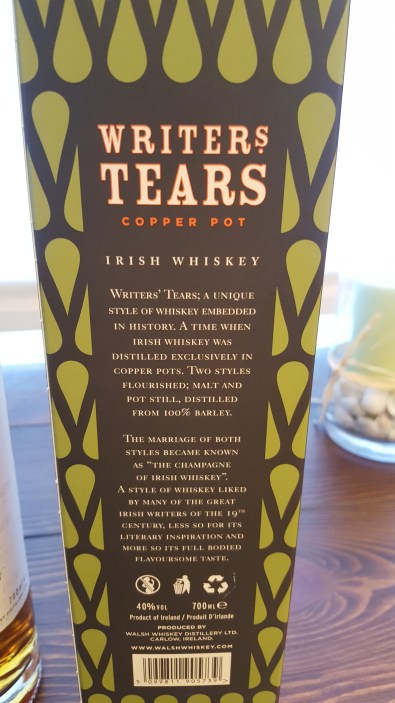 WRITERS
TEARS
COPPER POT
IRISH WHISKEY
WRITERS' TEARS; A UNIQUE
STYLE OF WHISKEY EMBEDDED
IN HISTORY. A TIME WHEN
IRISH WHISKEY WAS
DISTILLED EXCLUSIVELY IN
COPPER POTS. TWO STYLES
FLOURISHED; MALT AND
POT STILL, DISTILLED
FROM 100% BARLEY.
THE MARRIAGE OF BOTH
STYLES BECAME KNOWN
AS "THE CHAMPAGNE
OF IRISH WHISKEY".
A STYLE OF WHISKEY LIKED
BY MANY OF THE GREAT
IRISH WRITERS OF THE 19TH
CENTURY, LESS SO FOR ITS
LITERARY INSPIRATION AND
MORE SO ITS FULL BODIED
FLAVOURSOME TASTE.
40%VOL 700ML e
Product of Ireland / Produit D'Irlande
PRODUCED BY
WALSH WHISKEY DISTILLERY LTD.
CARLOW, IRELAND.
WWW.WALSHWHISKEY.COM
5 099811 905739 >